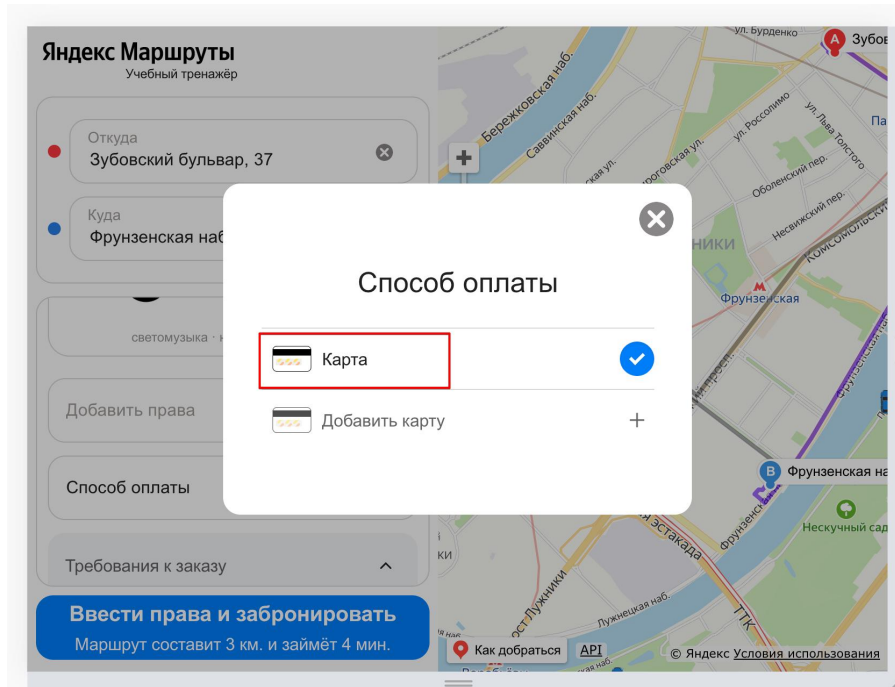 Яндекс Маршруты
Учебный тренажёр
Откуда
Зубовский бульвар, 37
Куда
Фрунзенская наб
светомузыка
Добавить права
Способ оплаты
Требования к заказу
Ввести права и забронировать
Маршрут составит 3 км. и займёт 4 мин.
Способ оплаты
Карта
Добавить карту
ул. Бурденко
A
Зубов
Бережковская наб.
Саввинская наб.
ул. Россолимо
ул. Льва Толстого
Па
Оболенский пер.
Несвижский пер.
Комсомольский
НИКИ
Фрунзенская
B
Фрунзенская на
Нескучный сад
эстакада
ТТК
Лужнецкая наб.
Как добраться
API
© Яндекс Условия использования